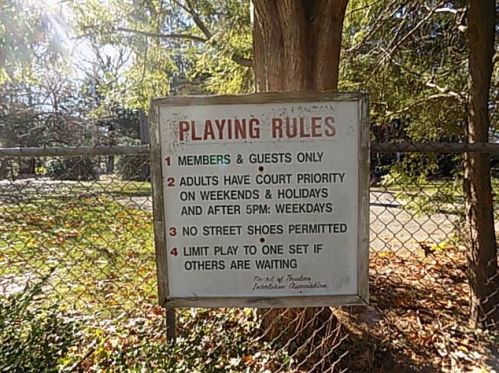 PLAYING RULES
1 MEMBERS & GUESTS ONLY
2 ADULTS HAVE COURT PRIORITY
ON WEEKENDS & HOLIDAYS
AND AFTER 5PM: WEEKDAYS
3 NO STREET SHOES PERMITTED
4 LIMIT PLAY TO ONE SET IF
OTHERS ARE WAITING
Board of Trustees
Association